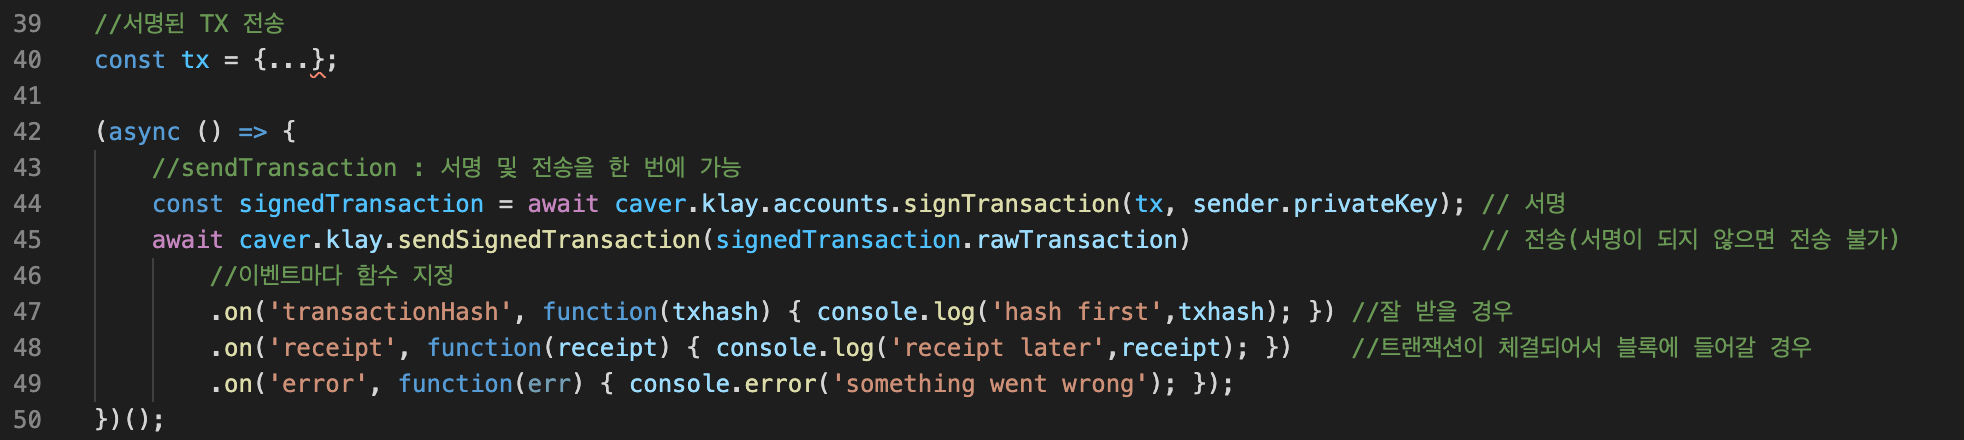 39 //서명된 TX 전송
40 const tx = {...};
41
42 (async () => {
43 //sendTransaction : 서명 및 전송을 한 번에 가능
44 const signedTransaction = await caver.klay.accounts.signTransaction(tx, sender.privateKey); // 서명
45 await caver.klay.sendSignedTransaction(signedTransaction.rawTransaction) // 전송(서명이 되지 않으면 전송 불가)
46 //이벤트마다 함수 지정
47 .on('transactionHash', function(txhash) { console.log('hash first',txhash); }) //잘 받을 경우
48 .on('receipt', function(receipt) { console.log('receipt later',receipt); }) //트랜잭션이 체결되어서 블록에 들어갈 경우
49 .on('error', function(err) { console.error('something went wrong'); });
50 })();